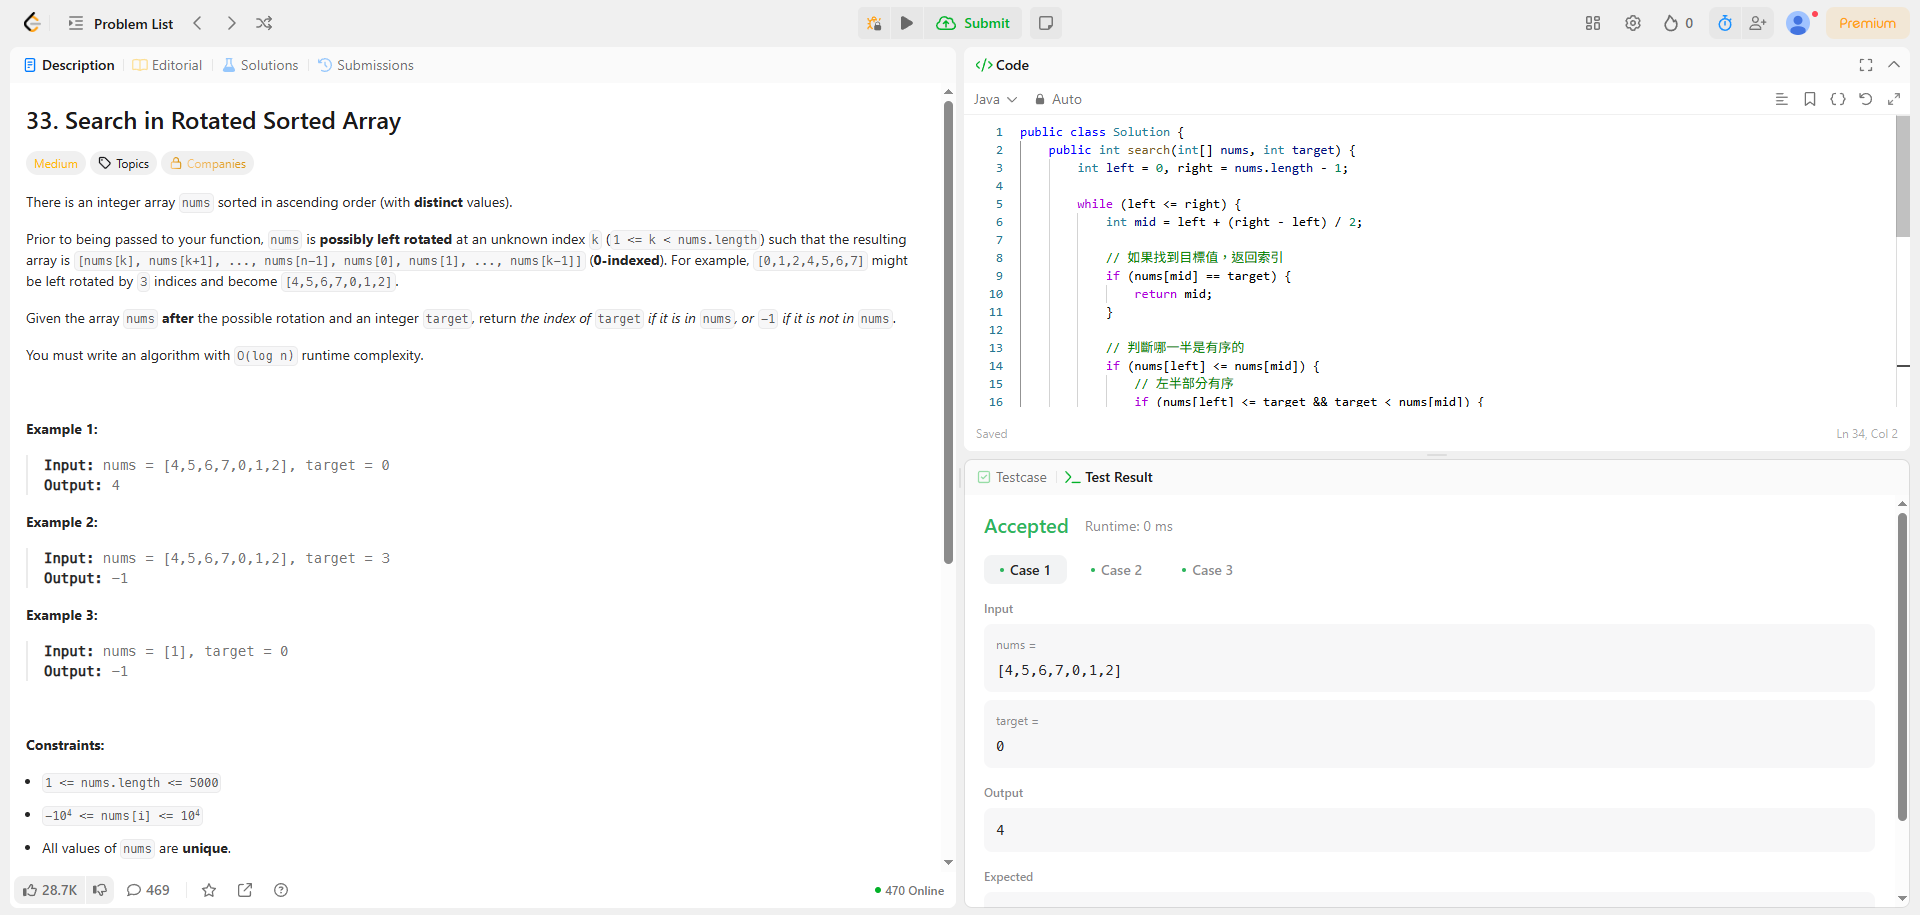 Problem List
Submit
0
Premium
Description
Editorial
Solutions
Submissions
33. Search in Rotated Sorted Array
Medium
Topics
Companies
There is an integer array nums sorted in ascending order (with distinct values).
Prior to being passed to your function, nums is possibly left rotated at an unknown index k (1 <= k < nums.length) such that the resulting
array is [nums[k], nums[k+1], ..., nums[n-1], nums[0], nums[1], ..., nums[k-1]] (0-indexed). For example, [0,1,2,4,5,6,7] might
be left rotated by 3 indices and become [4,5,6,7,0,1,2].
Given the array nums after the possible rotation and an integer target, return the index of target if it is in nums, or -1 if it is not in nums.
You must write an algorithm with O(log n) runtime complexity.
Example 1:
Input: nums = [4,5,6,7,0,1,2], target = 0
Output: 4
Example 2:
Input: nums = [4,5,6,7,0,1,2], target = 3
Output: -1
Example 3:
Input: nums = [1], target = 0
Output: -1
Constraints:
• 1 <= nums.length <= 5000
• -10⁴ <= nums[i] <= 10⁴
• All values of nums are unique.
28.7K
469
470 Online
</> Code
Java
Auto
1 public class Solution {
2 public int search(int[] nums, int target) {
3 int left = 0, right = nums.length - 1;
4
5 while (left <= right) {
6 int mid = left + (right - left) / 2;
7
8 // 如果找到目標值，返回索引
9 if (nums[mid] == target) {
10 return mid;
11 }
12
13 // 判斷哪一半是有序的
14 if (nums[left] <= nums[mid]) {
15 // 左半部分有序
16 if (nums[left] <= target && target < nums[mid]) {
Saved
Ln 34, Col 2
Testcase
Test Result
Accepted
Runtime: 0 ms
Case 1
Case 2
Case 3
Input
nums =
[4,5,6,7,0,1,2]
target =
0
Output
4
Expected